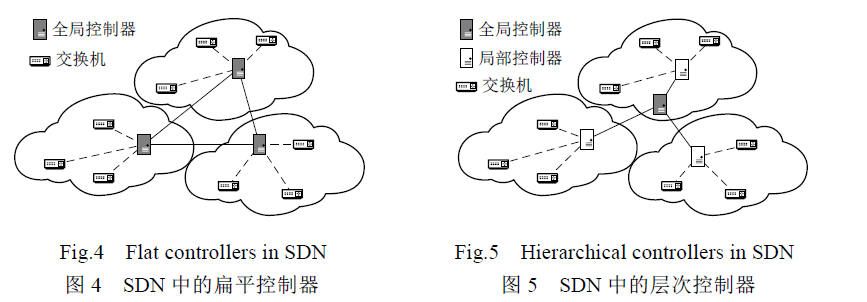 全局控制器
交换机
Fig.4 Flat controllers in SDN
图 4 SDN 中的扁平控制器
全局控制器
局部控制器
交换机
Fig.5 Hierarchical controllers in SDN
图 5 SDN 中的层次控制器